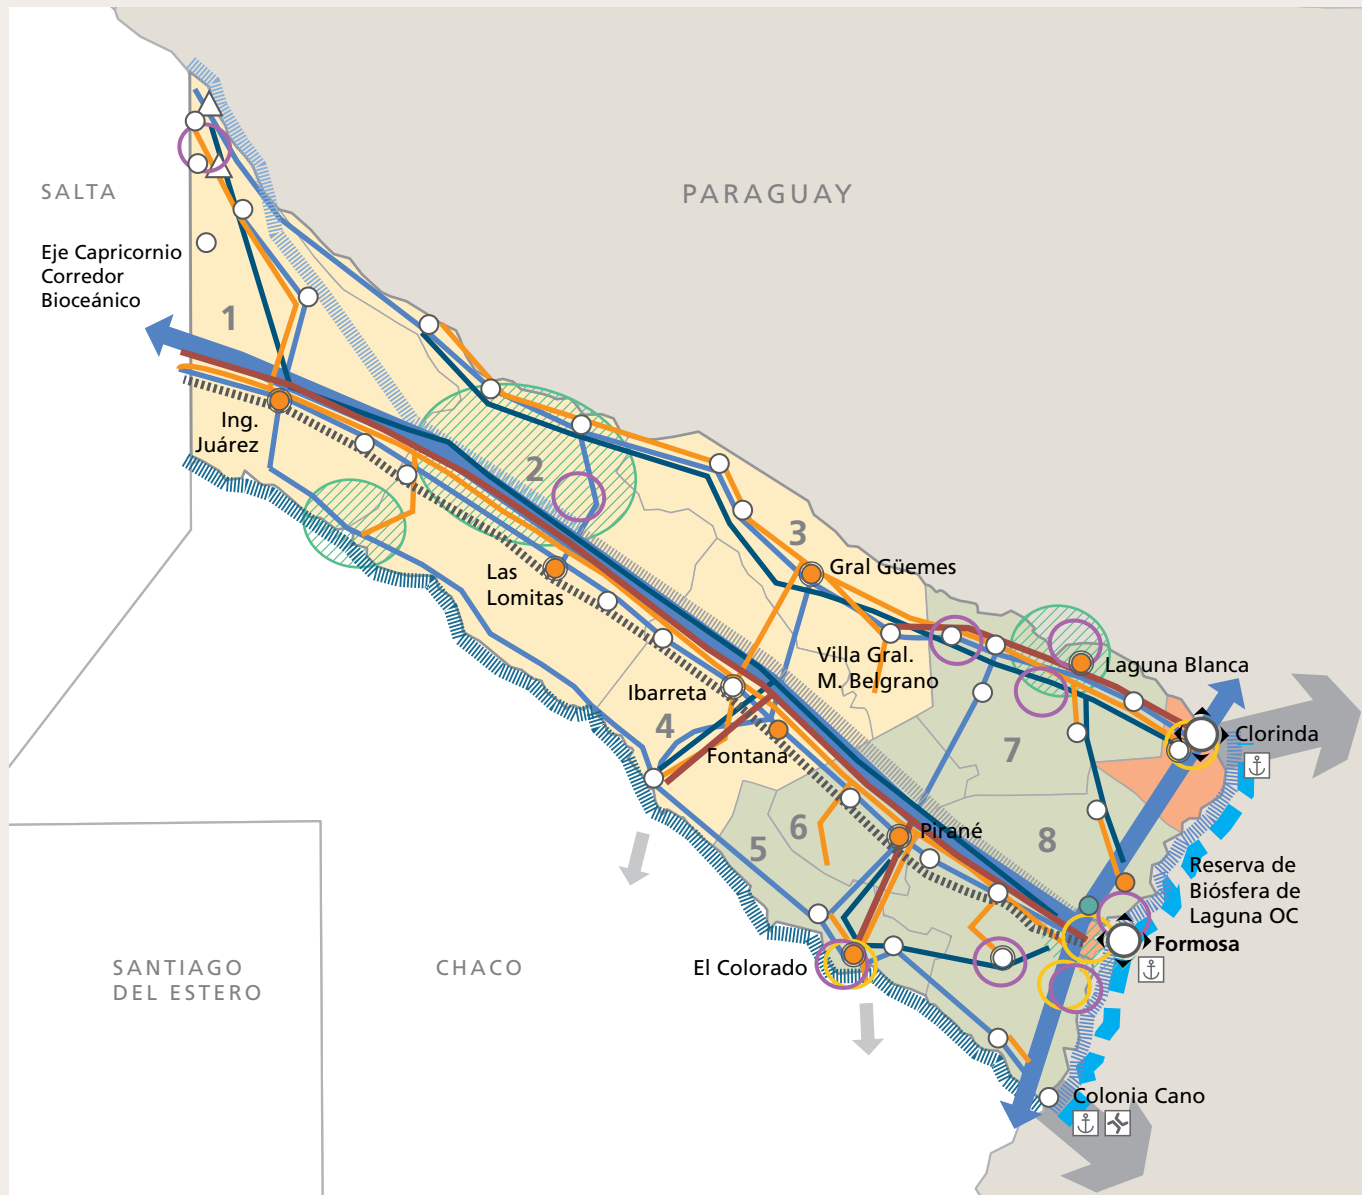 SALTA
PARAGUAY
Eje Capricornio
Corredor
Bioceánico
1
Ing.
Juárez
2
3
Gral Güemes
Las
Lomitas
Villa Gral.
M. Belgrano
Laguna Blanca
Ibarreta
4
Fontana
7
Clorinda
5
6
Pirané
8
Reserva de
Biósfera de
Laguna OC
Formosa
El Colorado
SANTIAGO
DEL ESTERO
CHACO
Colonia Cano